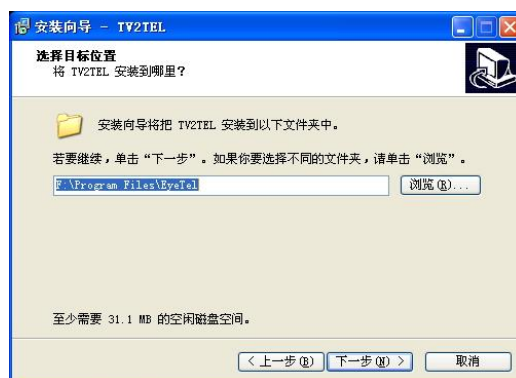 安装向导 - TV2TEL
选择目标位置
将 TV2TEL 安装到哪里？
安装向导将把 TV2TEL 安装到以下文件夹中。
若要继续，单击“下一步”。如果你要选择不同的文件夹，请单击“浏览”。
F:\Program Files\EyeTel
浏览(R)...
至少需要 31.1 MB 的空闲磁盘空间。
< 上一步(B)
下一步(N) >
取消